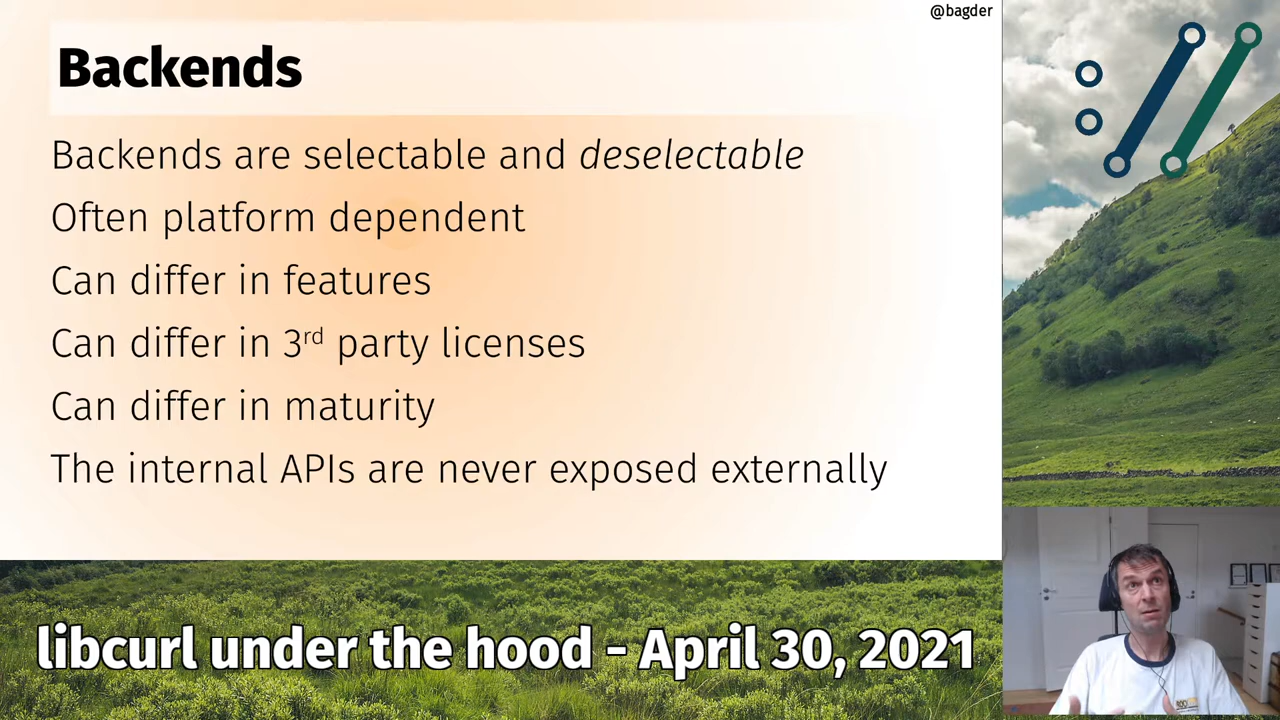 @bagder
Backends
Backends are selectable and deselectable
Often platform dependent
Can differ in features
Can differ in 3rd party licenses
Can differ in maturity
The internal APIs are never exposed externally
libcurl under the hood - April 30, 2021